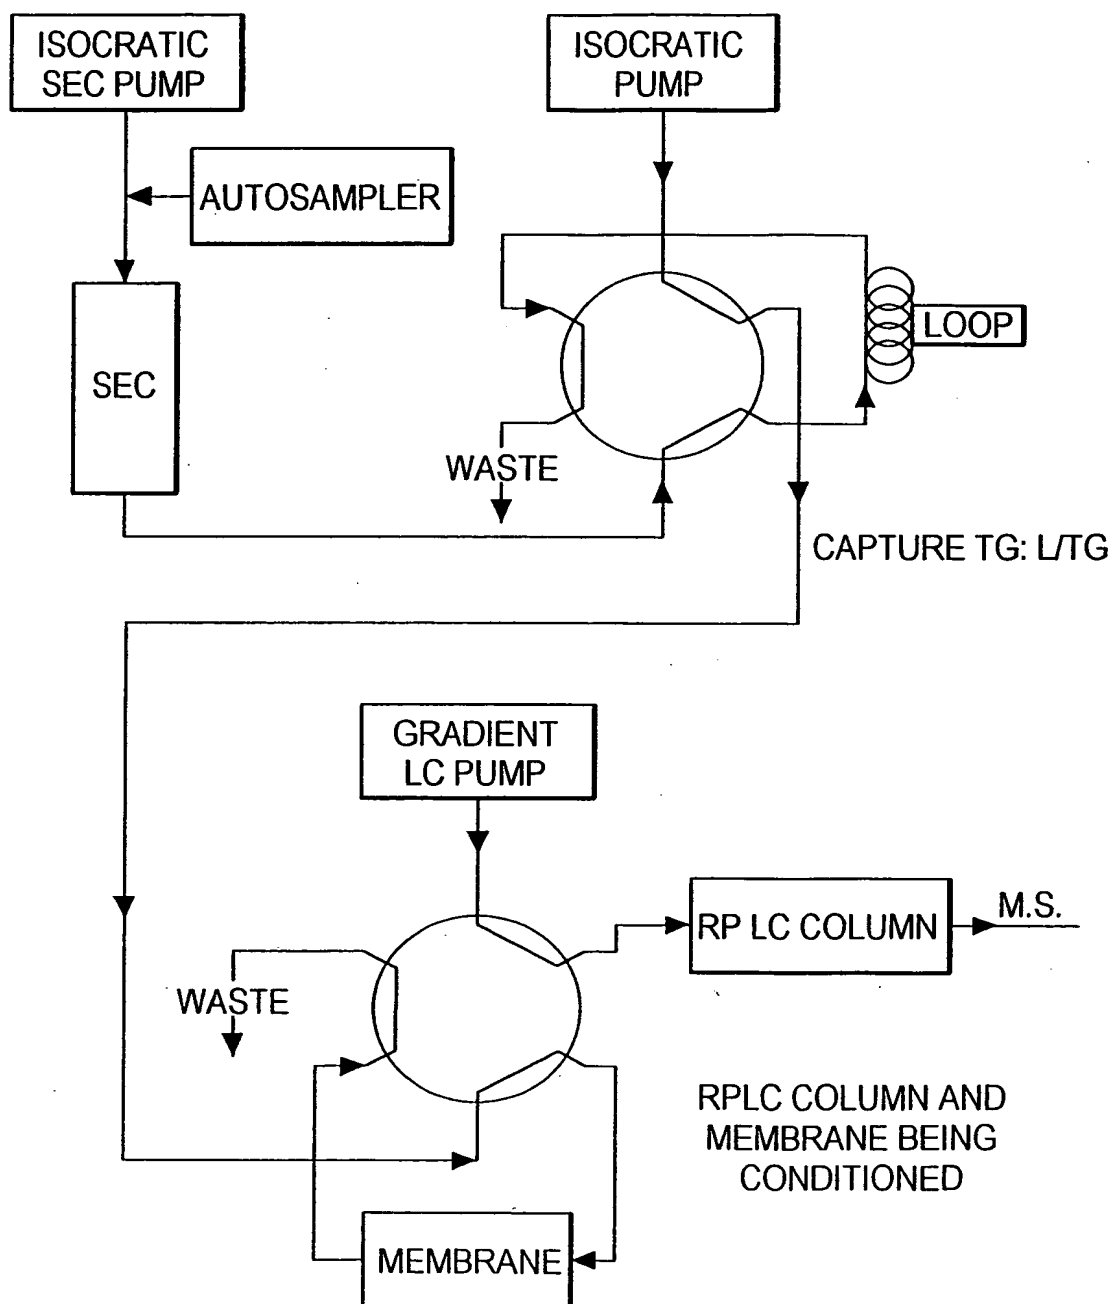 ISOCRATIC
SEC PUMP
ISOCRATIC
PUMP
AUTOSAMPLER
LOOP
SEC
WASTE
CAPTURE TG: L/TG
GRADIENT
LC PUMP
RP LC COLUMN
M.S.
WASTE
RPLC COLUMN AND
MEMBRANE BEING
CONDITIONED
MEMBRANE